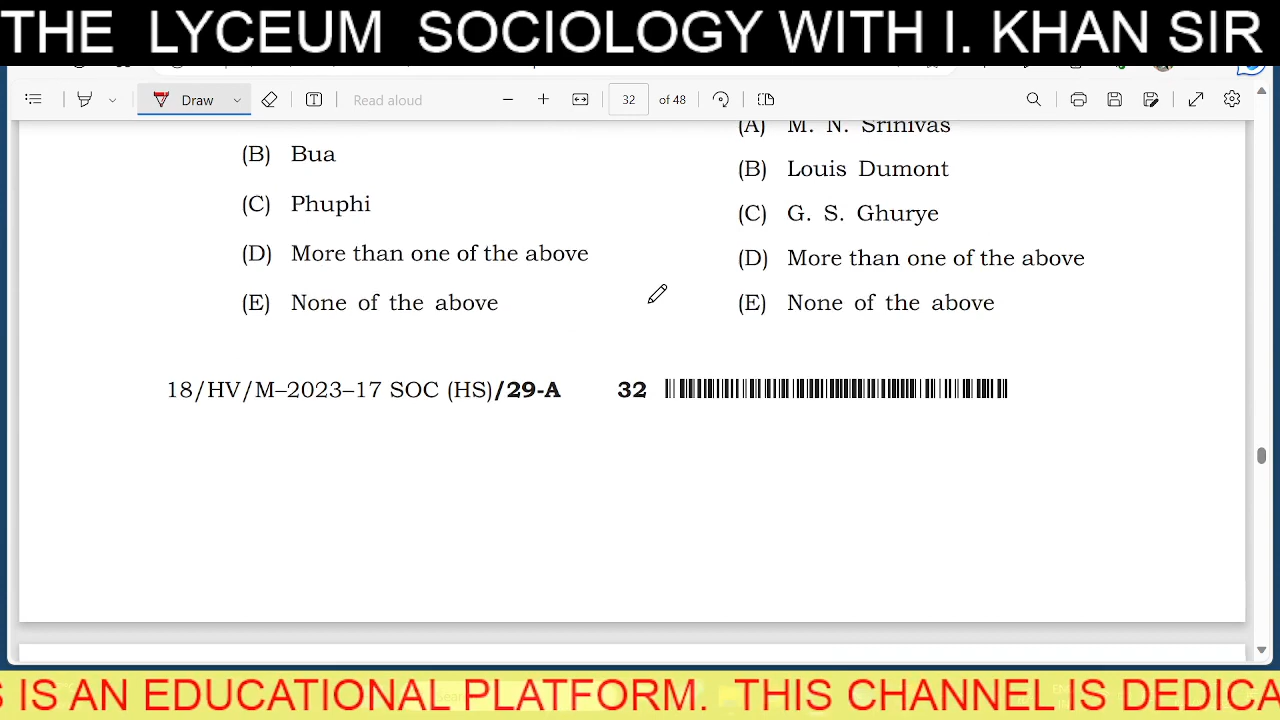 THE LYCEUM SOCIOLOGY WITH I. KHAN SIR
Draw
Read aloud
32 of 48
(B) Bua
(C) Phuphi
(D) More than one of the above
(E) None of the above
(A) M. N. Srinivas
(B) Louis Dumont
(C) G. S. Ghurye
(D) More than one of the above
(E) None of the above
18/HV/M–2023–17 SOC (HS)/29-A 32
S IS AN EDUCATIONAL PLATFORM. THIS CHANNEL IS DEDICA